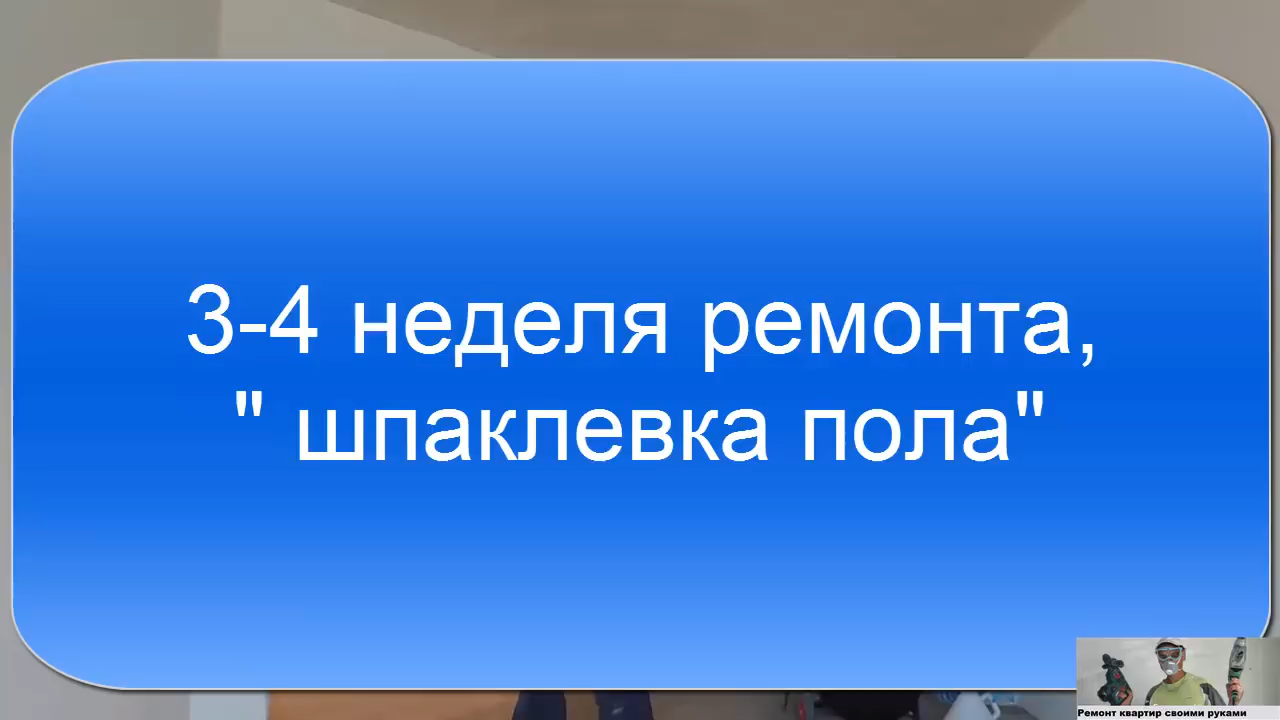 3-4 неделя ремонта,
" шпаклевка пола"
Ремонт квартир своими руками